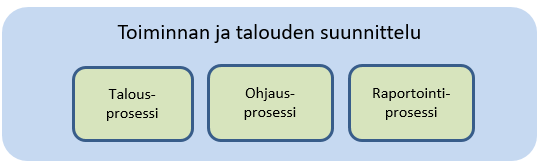 Toiminnan ja talouden suunnittelu
Talous-
prosessi
Ohjaus-
prosessi
Raportointi-
prosessi